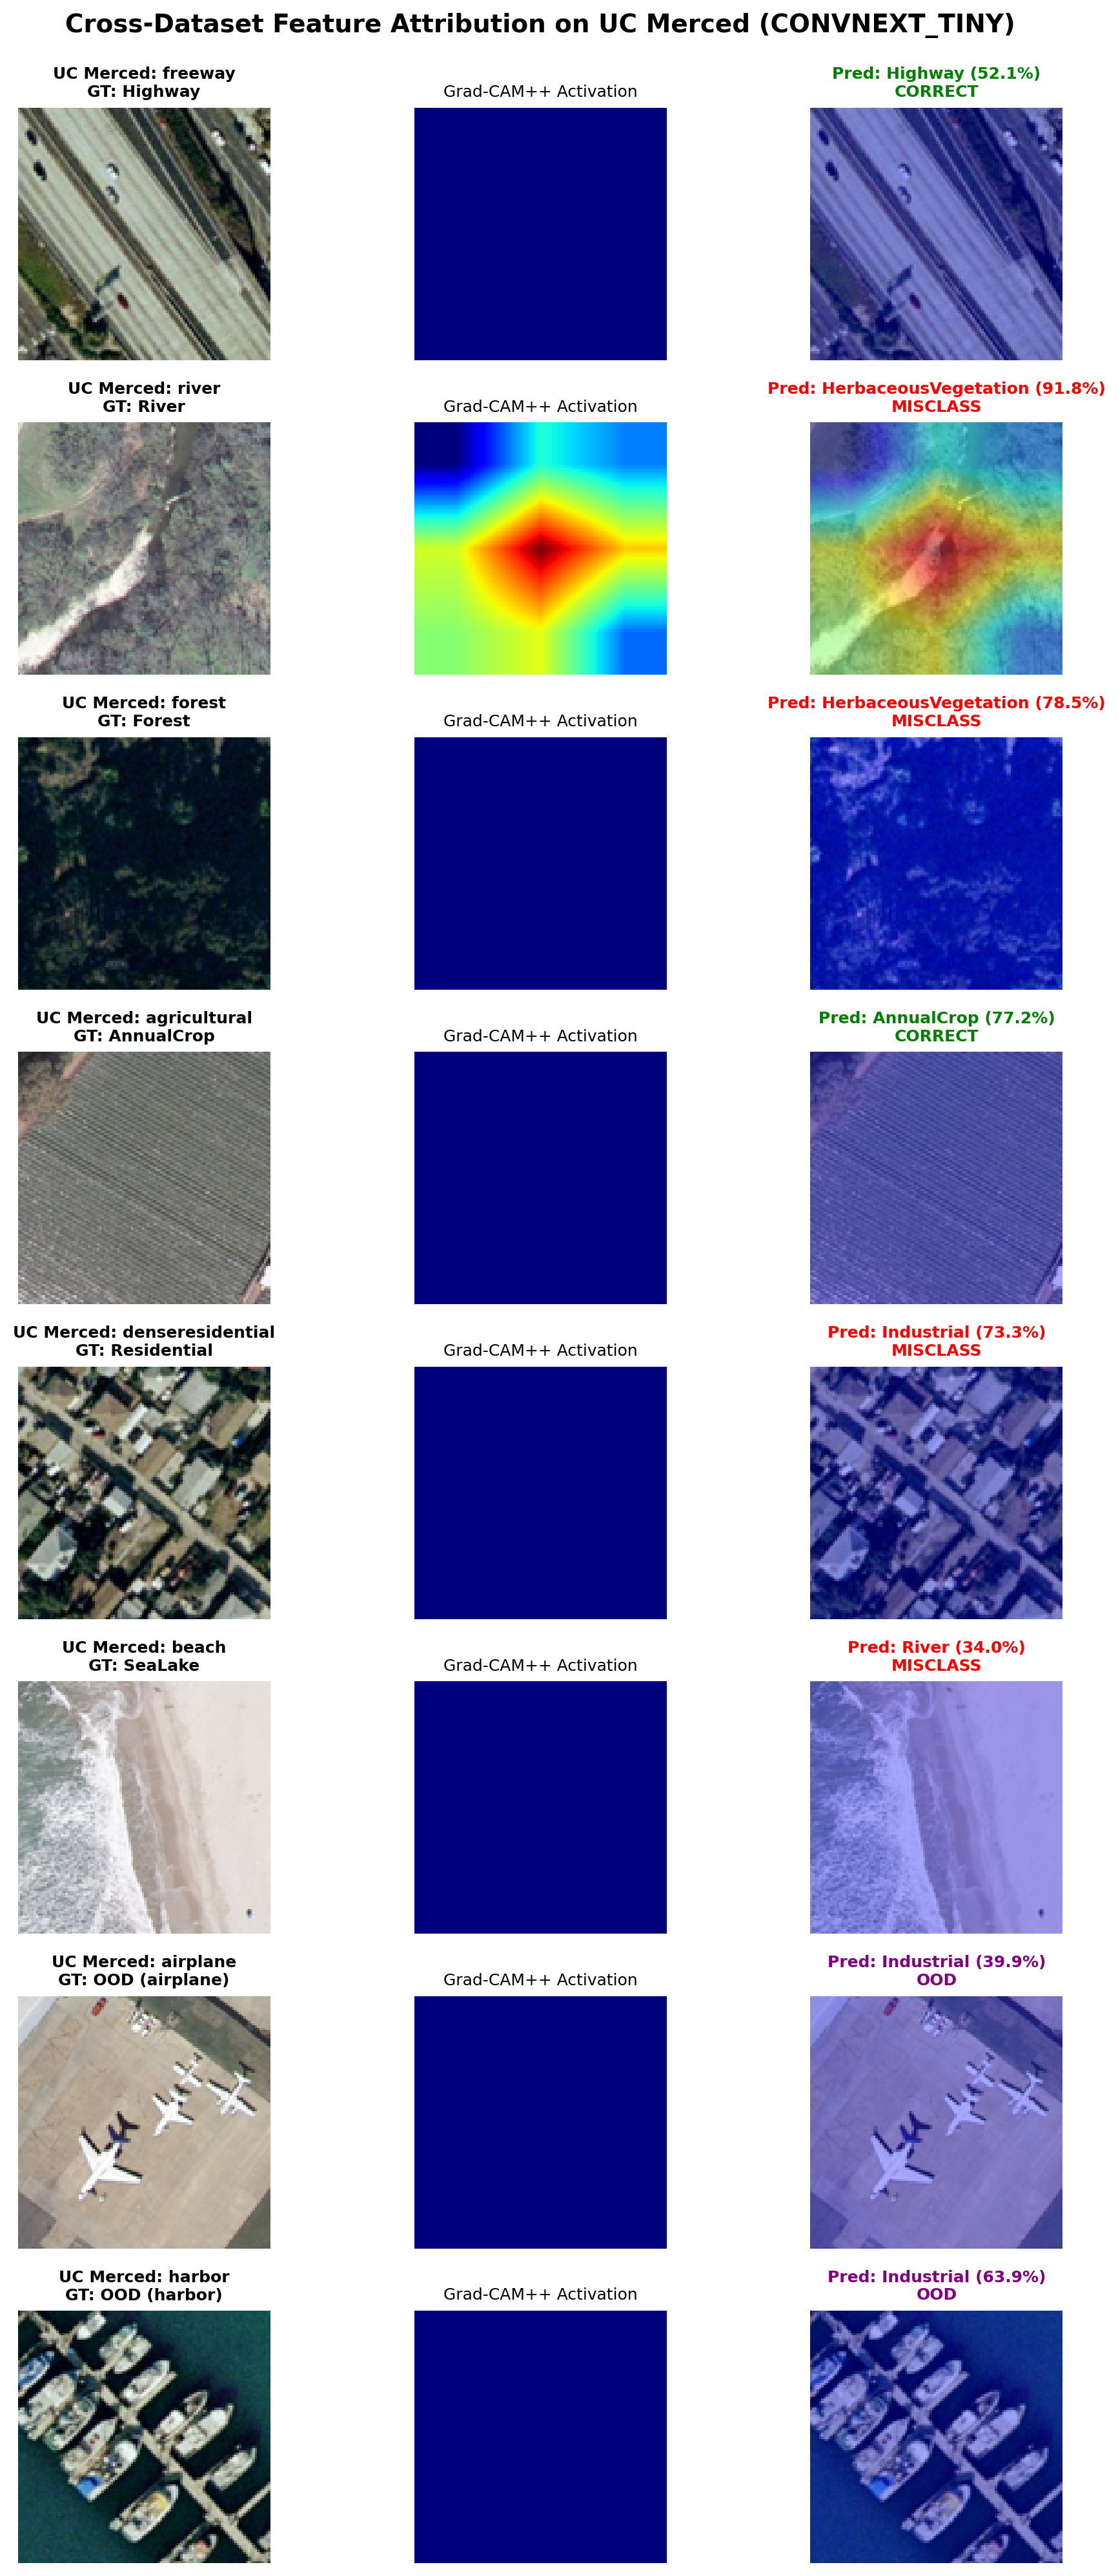 Cross-Dataset Feature Attribution on UC Merced (CONVNEXT_TINY)
UC Merced: freeway
GT: Highway
Grad-CAM++ Activation
Pred: Highway (52.1%)
CORRECT
UC Merced: river
GT: River
Grad-CAM++ Activation
Pred: HerbaceousVegetation (91.8%)
MISCLASS
UC Merced: forest
GT: Forest
Grad-CAM++ Activation
Pred: HerbaceousVegetation (78.5%)
MISCLASS
UC Merced: agricultural
GT: AnnualCrop
Grad-CAM++ Activation
Pred: AnnualCrop (77.2%)
CORRECT
UC Merced: denseresidential
GT: Residential
Grad-CAM++ Activation
Pred: Industrial (73.3%)
MISCLASS
UC Merced: beach
GT: SeaLake
Grad-CAM++ Activation
Pred: River (34.0%)
MISCLASS
UC Merced: airplane
GT: OOD (airplane)
Grad-CAM++ Activation
Pred: Industrial (39.9%)
OOD
UC Merced: harbor
GT: OOD (harbor)
Grad-CAM++ Activation
Pred: Industrial (63.9%)
OOD